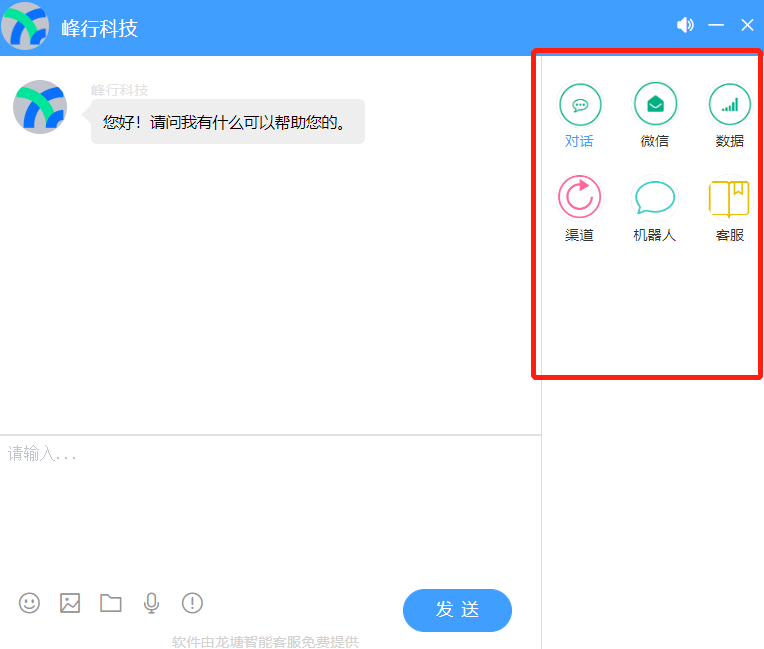 峰行科技
峰行科技
您好！请问我有什么可以帮助您的。
对话
微信
数据
渠道
机器人
客服
请输入...
发 送
软件由龙塘智能客服免费提供